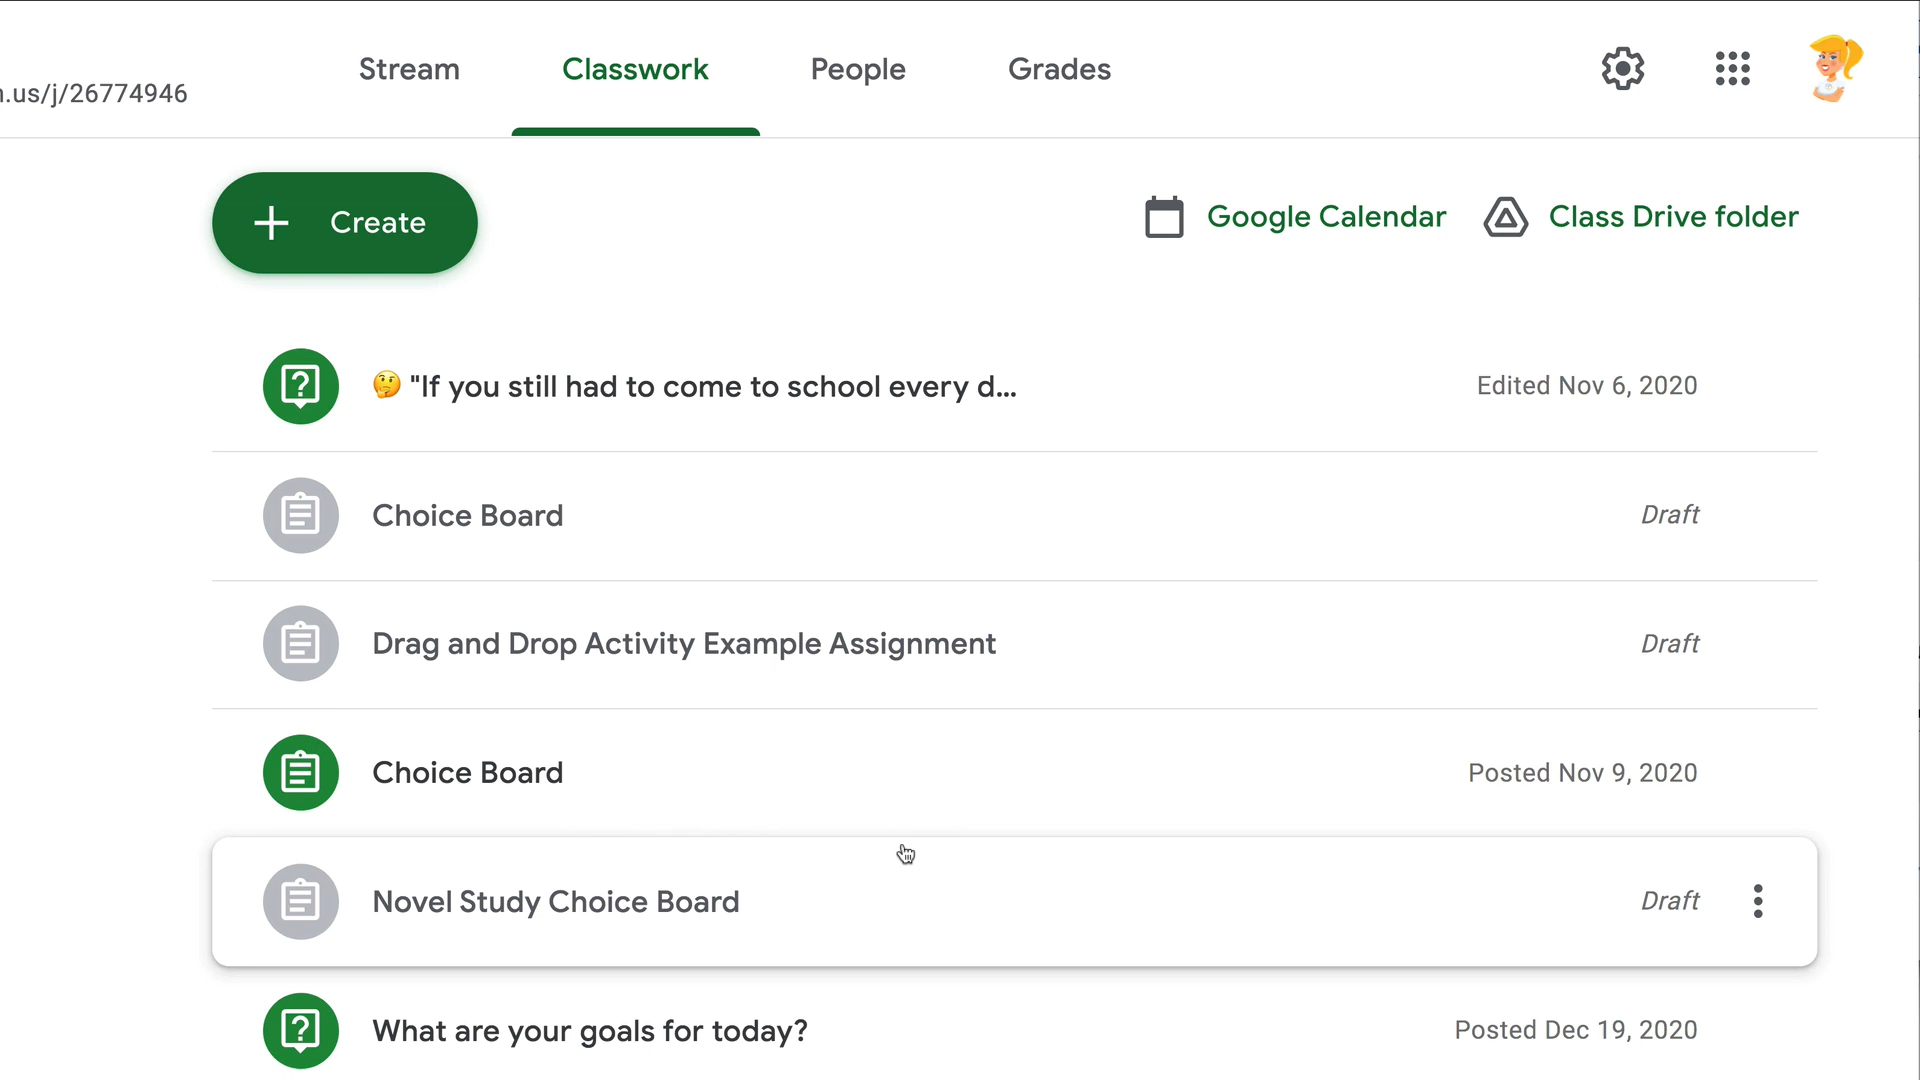 Stream Classwork People Grades
.us/j/26774946
Create
Google Calendar Class Drive folder
🤔 "If you still had to come to school every d... Edited Nov 6, 2020
Choice Board Draft
Drag and Drop Activity Example Assignment Draft
Choice Board Posted Nov 9, 2020
Novel Study Choice Board Draft
What are your goals for today? Posted Dec 19, 2020